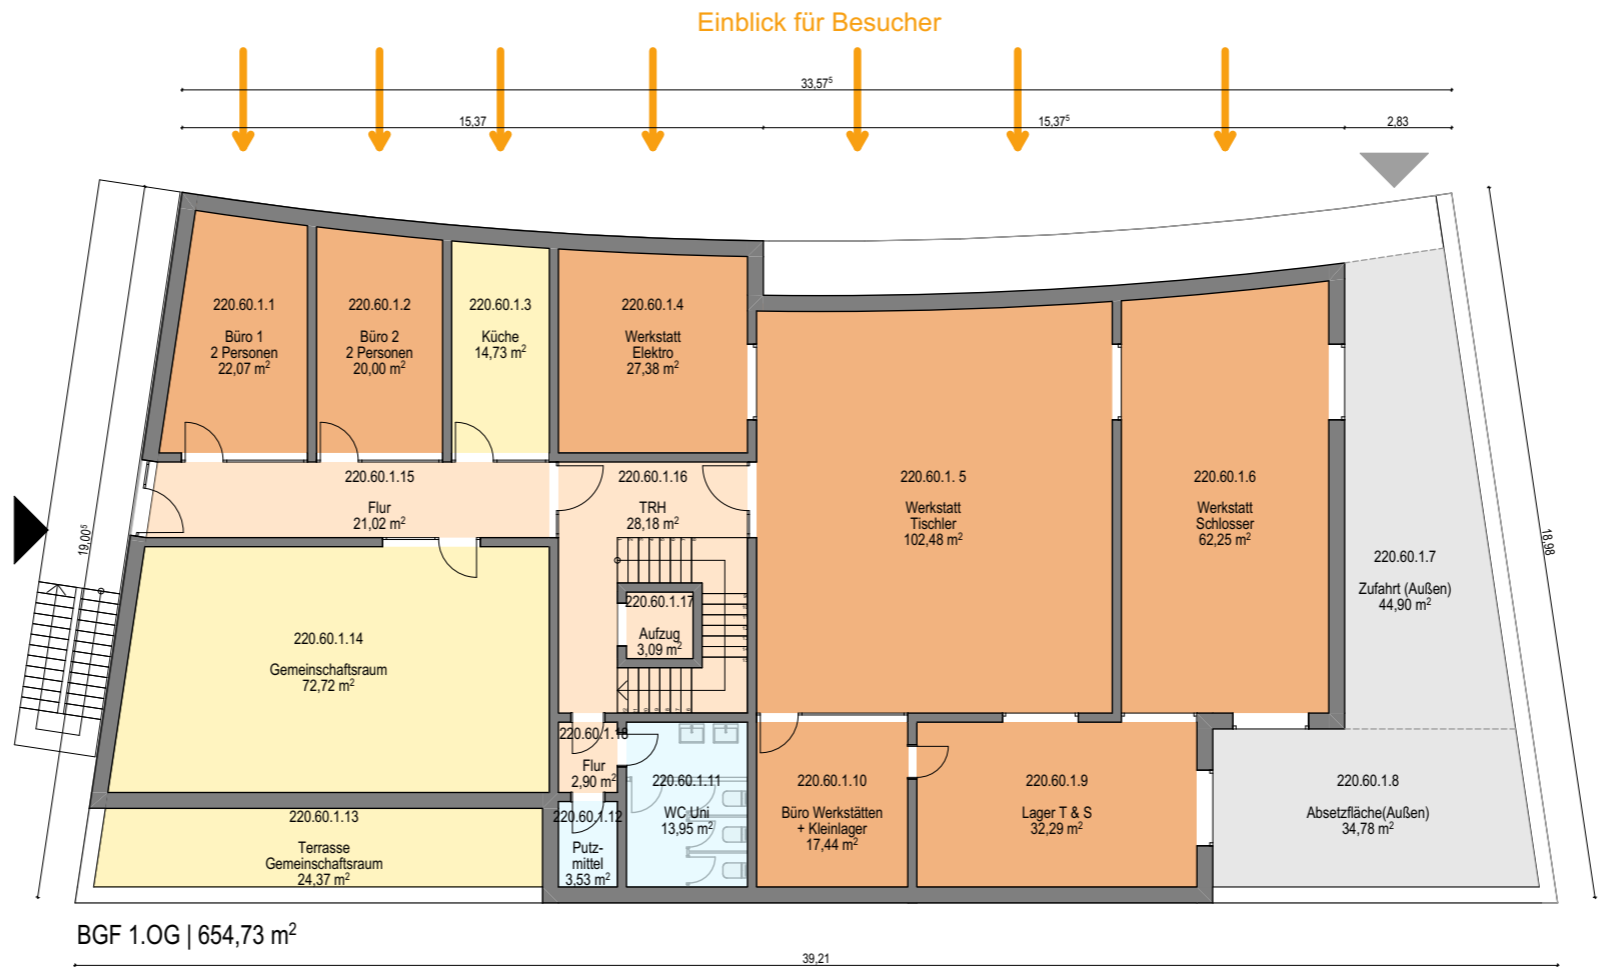 Einblick für Besucher
33,57⁵
15,37
15,37⁵
2,83
220.60.1.1
Büro 1
2 Personen
22,07 m²
220.60.1.2
Büro 2
2 Personen
20,00 m²
220.60.1.3
Küche
14,73 m²
220.60.1.4
Werkstatt
Elektro
27,38 m²
220.60.1.15
Flur
21,02 m²
220.60.1.16
TRH
28,18 m²
220.60.1. 5
Werkstatt
Tischler
102,48 m²
220.60.1.6
Werkstatt
Schlosser
62,25 m²
220.60.1.7
Zufahrt (Außen)
44,90 m²
19,00⁵
18,98
220.60.1.17
Aufzug
3,09 m²
220.60.1.14
Gemeinschaftsraum
72,72 m²
220.60.1.18
Flur
2,90 m²
220.60.1.11
WC Uni
13,95 m²
220.60.1.12
Putz-
mittel
3,53 m²
220.60.1.10
Büro Werkstätten
+ Kleinlager
17,44 m²
220.60.1.9
Lager T & S
32,29 m²
220.60.1.8
Absetzfläche(Außen)
34,78 m²
220.60.1.13
Terrasse
Gemeinschaftsraum
24,37 m²
BGF 1.OG | 654,73 m²
39,21